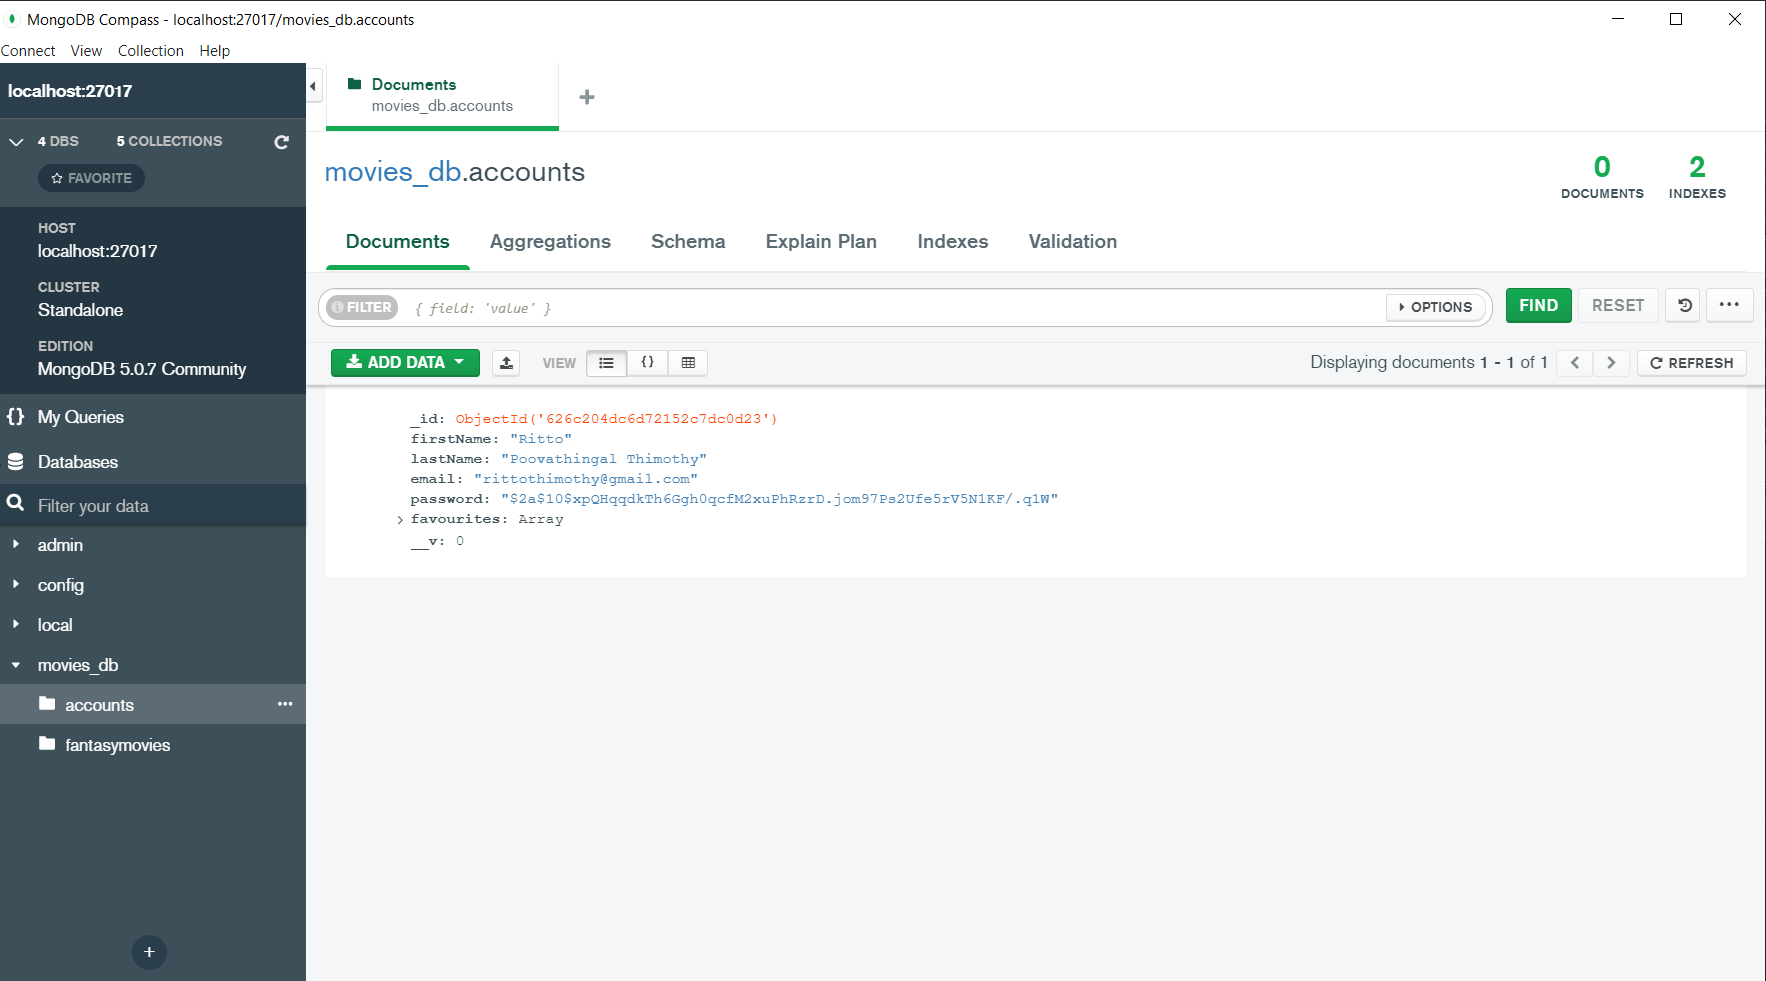 MongoDB Compass - localhost:27017/movies_db.accounts
Connect View Collection Help
localhost:27017
4 DBS 5 COLLECTIONS
FAVORITE
HOST
localhost:27017
CLUSTER
Standalone
EDITION
MongoDB 5.0.7 Community
My Queries
Databases
Filter your data
admin
config
local
movies_db
accounts
fantasymovies
Documents
movies_db.accounts
movies_db.accounts
0
DOCUMENTS
2
INDEXES
Documents Aggregations Schema Explain Plan Indexes Validation
FILTER { field: 'value' } OPTIONS FIND RESET
ADD DATA VIEW {} Displaying documents 1 - 1 of 1 REFRESH
_id: ObjectId('626c204dc6d72152c7dc0d23')
firstName: "Ritto"
lastName: "Poovathingal Thimothy"
email: "rittothimothy@gmail.com"
password: "$2a$10$xpQHqqdkTh6Ggh0qcfM2xuPhRzrD.jom97Ps2Ufe5rV5N1KF/.q1W"
favourites: Array
__v: 0